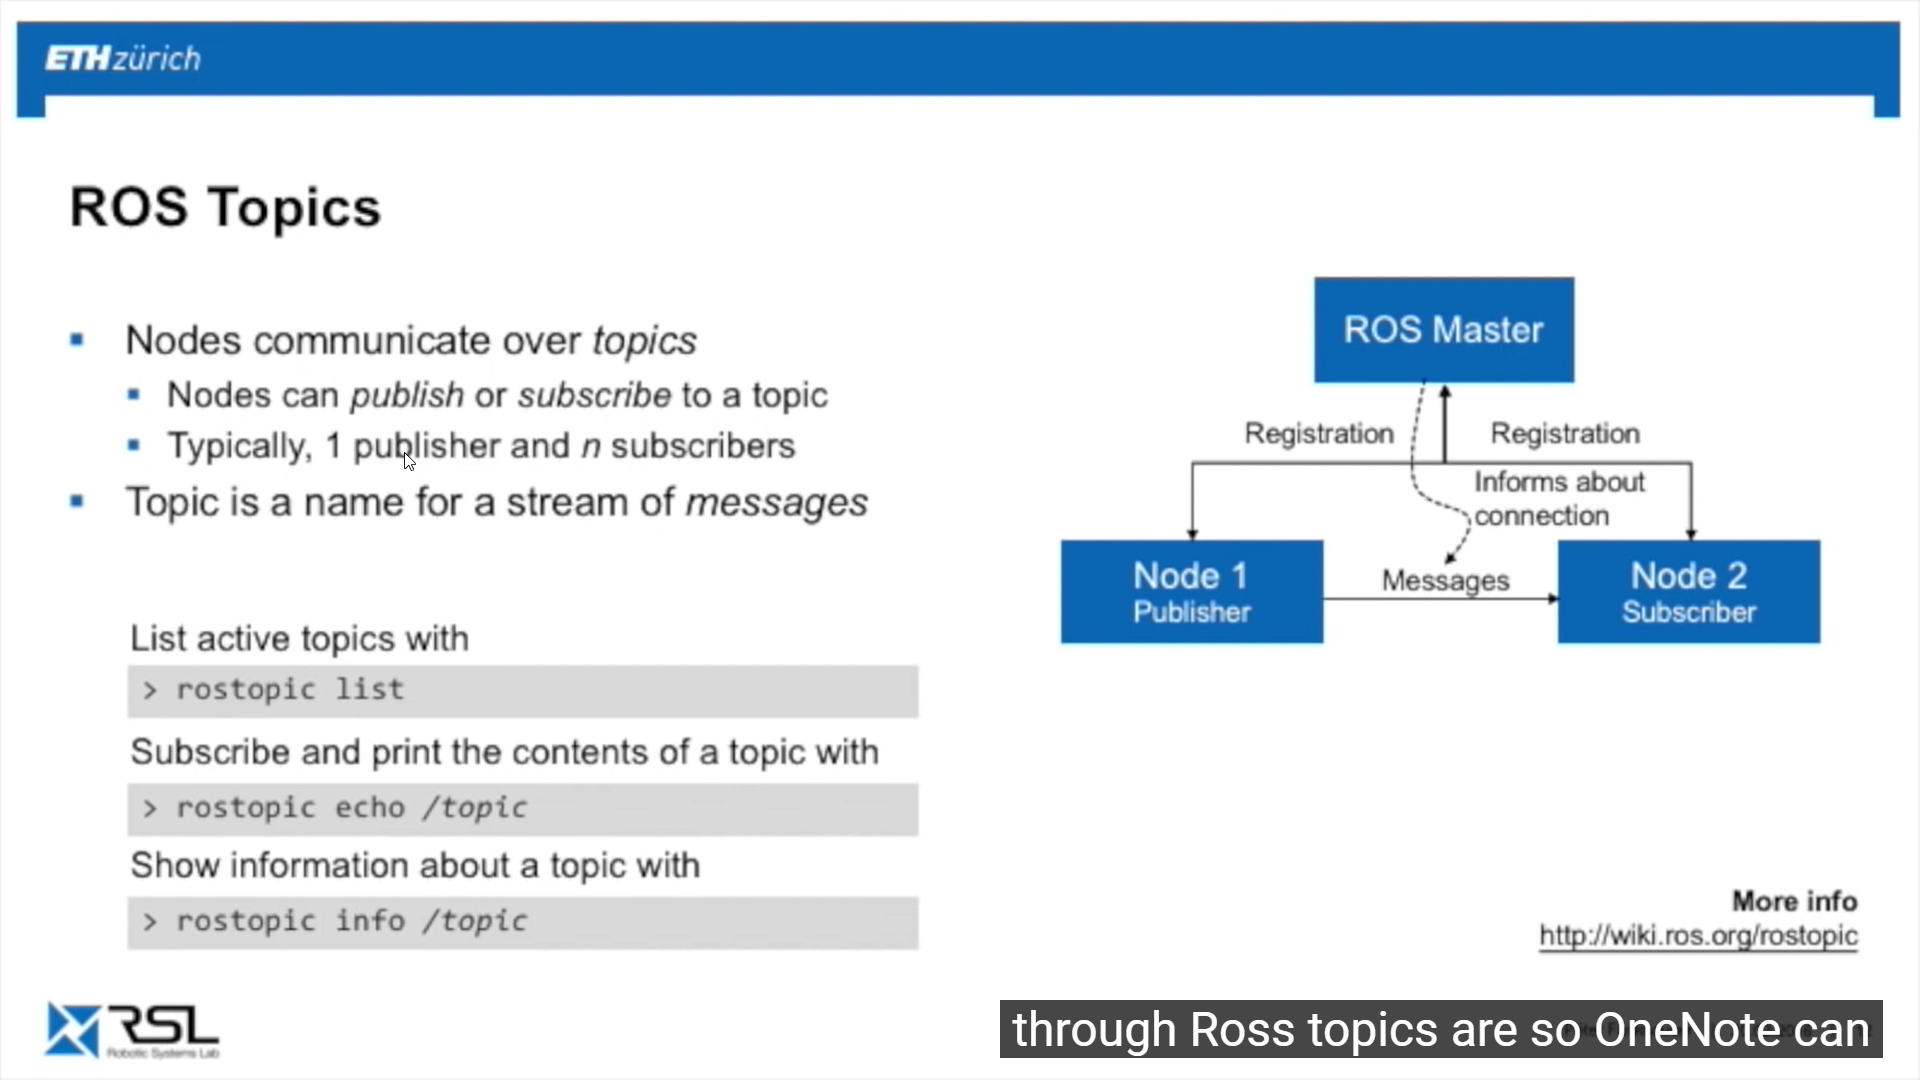 ETH zürich
ROS Topics
Nodes communicate over topics
Nodes can publish or subscribe to a topic
Typically, 1 publisher and n subscribers
Topic is a name for a stream of messages
List active topics with
> rostopic list
Subscribe and print the contents of a topic with
> rostopic echo /topic
Show information about a topic with
> rostopic info /topic
ROS Master
Registration
Registration
Informs about
connection
Node 1
Publisher
Messages
Node 2
Subscriber
More info
http://wiki.ros.org/rostopic
RSL
Robotic Systems Lab
through Ross topics are so OneNote can